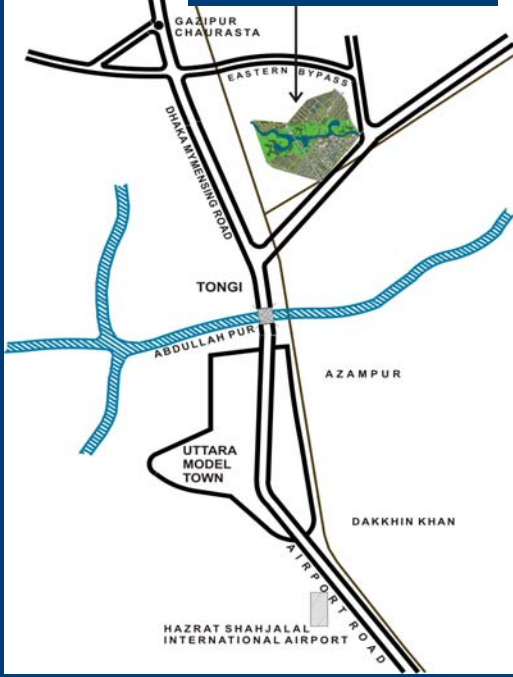 GAZIPUR
CHAURASTA
EASTERN BYPASS
DHAKA MYMENSING ROAD
TONGI
ABDULLAH PUR
AZAMPUR
UTTARA
MODEL
TOWN
DAKKHIN KHAN
AIRPORT ROAD
HAZRAT SHAHJALAL
INTERNATIONAL AIRPORT